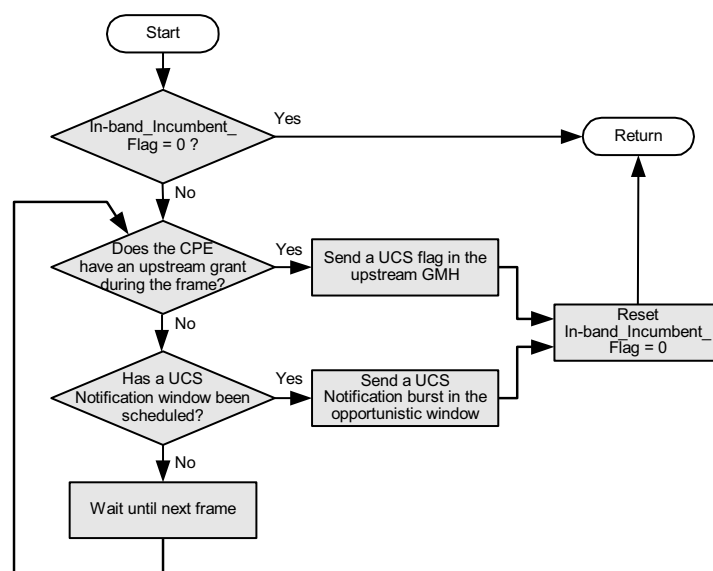 Start
In-band_Incumbent_
Flag = 0 ?
Yes
Return
No
Does the CPE
have an upstream grant
during the frame?
Yes
Send a UCS flag in the
upstream GMH
Reset
In-band_Incumbent_
Flag = 0
No
Has a UCS
Notification window been
scheduled?
Yes
Send a UCS
Notification burst in the
opportunistic window
No
Wait until next frame